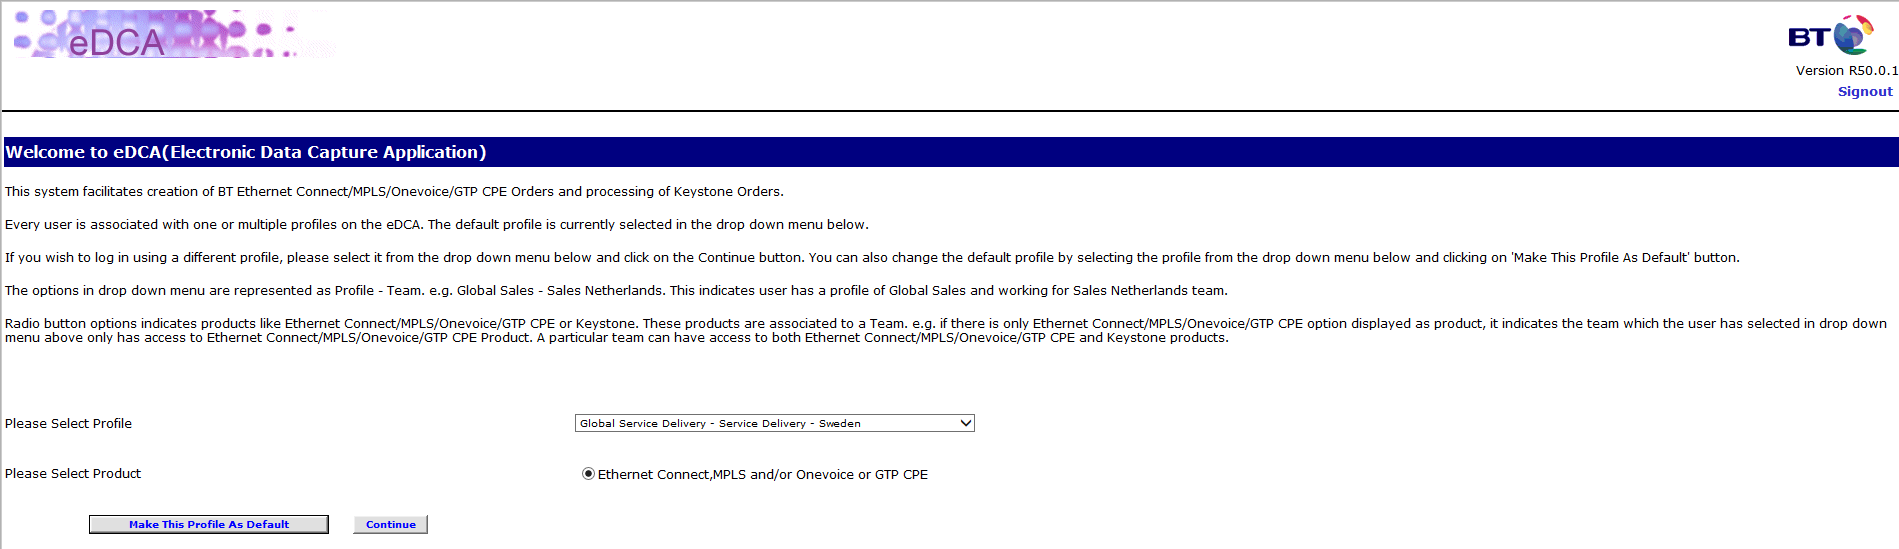 eDCA
BT
Version R50.0.1
Signout
Welcome to eDCA(Electronic Data Capture Application)
This system facilitates creation of BT Ethernet Connect/MPLS/Onevoice/GTP CPE Orders and processing of Keystone Orders.
Every user is associated with one or multiple profiles on the eDCA. The default profile is currently selected in the drop down menu below.
If you wish to log in using a different profile, please select it from the drop down menu below and click on the Continue button. You can also change the default profile by selecting the profile from the drop down menu below and clicking on 'Make This Profile As Default' button.
The options in drop down menu are represented as Profile - Team. e.g. Global Sales - Sales Netherlands. This indicates user has a profile of Global Sales and working for Sales Netherlands team.
Radio button options indicates products like Ethernet Connect/MPLS/Onevoice/GTP CPE or Keystone. These products are associated to a Team. e.g. if there is only Ethernet Connect/MPLS/Onevoice/GTP CPE option displayed as product, it indicates the team which the user has selected in drop down
menu above only has access to Ethernet Connect/MPLS/Onevoice/GTP CPE Product. A particular team can have access to both Ethernet Connect/MPLS/Onevoice/GTP CPE and Keystone products.
Please Select Profile
Global Service Delivery - Service Delivery - Sweden
Please Select Product
Ethernet Connect,MPLS and/or Onevoice or GTP CPE
Make This Profile As Default
Continue